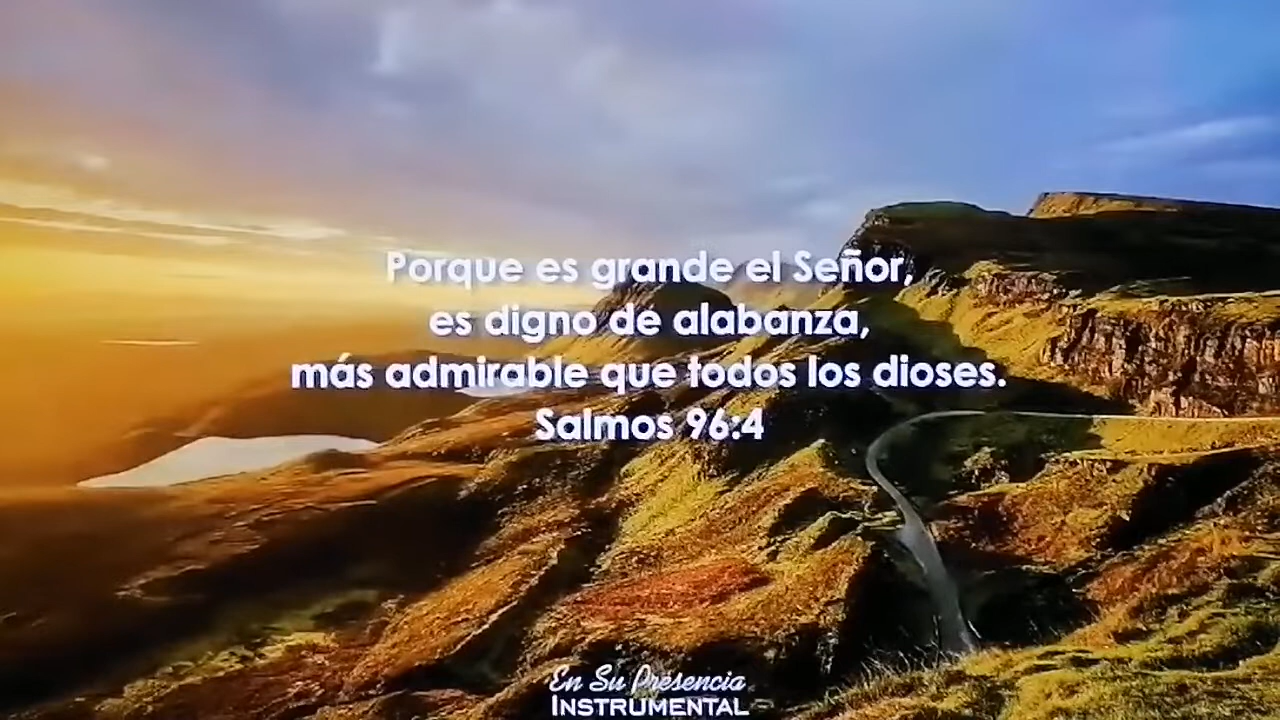 Porque es grande el Señor,
es digno de alabanza,
más admirable que todos los dioses.
Salmos 96:4
En Su Presencia
INSTRUMENTAL